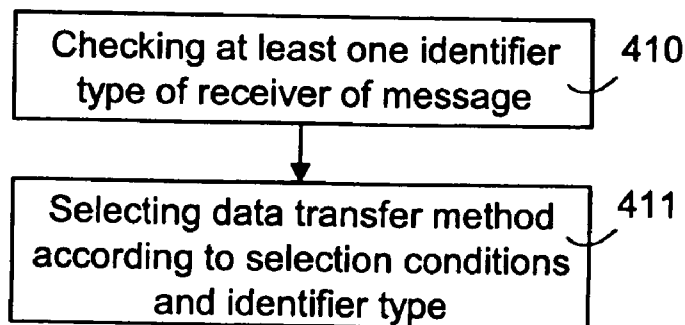 Checking at least one identifier
type of receiver of message
410
Selecting data transfer method
according to selection conditions
and identifier type
411